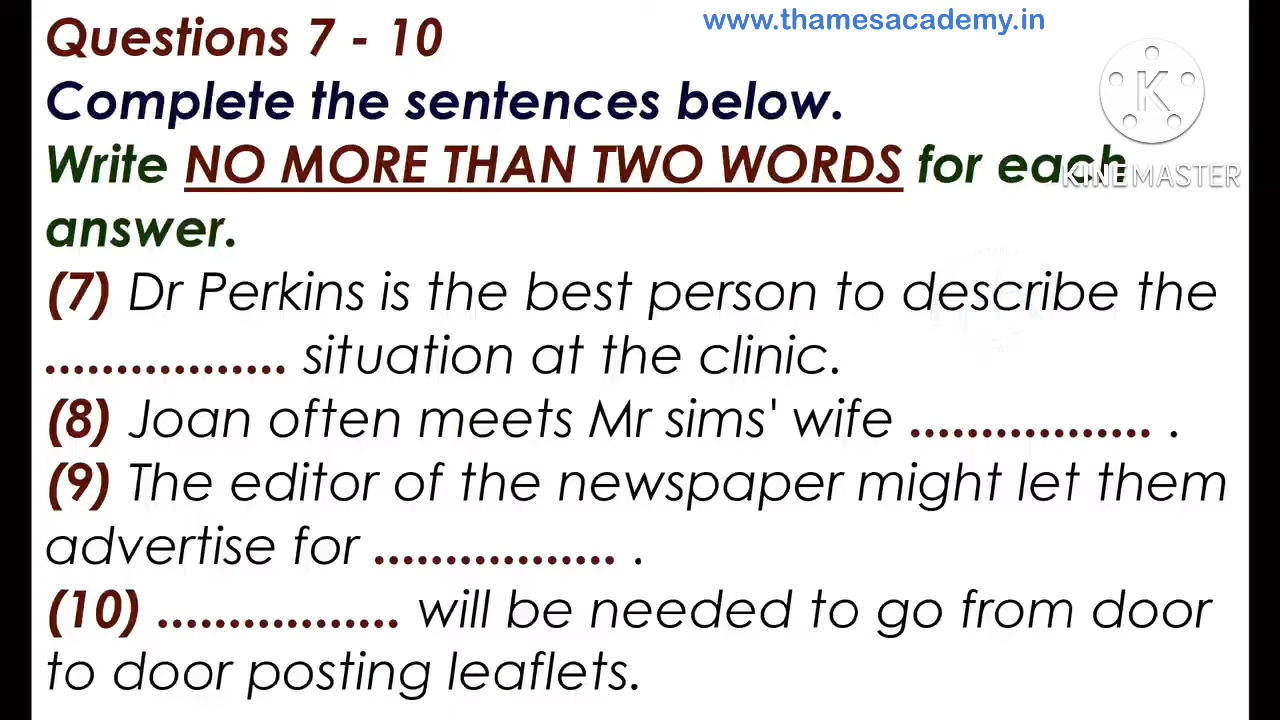 www.thamesacademy.in
Questions 7 - 10
Complete the sentences below.
Write NO MORE THAN TWO WORDS for each
K
KINEMASTER
answer.
(7) Dr Perkins is the best person to describe the
................. situation at the clinic.
(8) Joan often meets Mr sims' wife ................. .
(9) The editor of the newspaper might let them
advertise for ................. .
(10) ................. will be needed to go from door
to door posting leaflets.